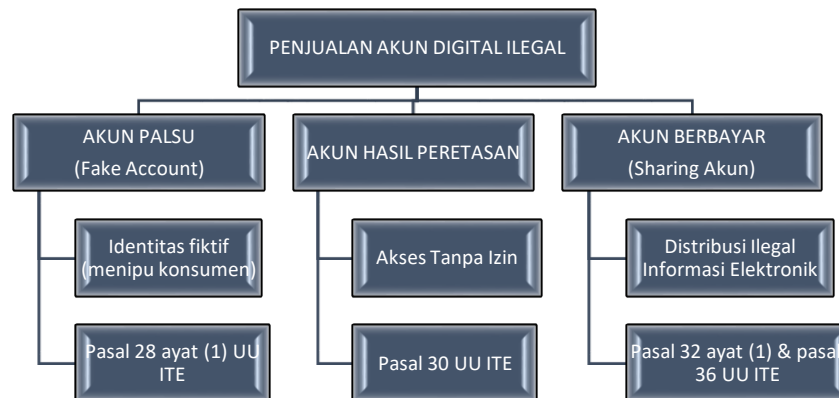 PENJUALAN AKUN DIGITAL ILEGAL
AKUN PALSU
(Fake Account)
AKUN HASIL PERETASAN
AKUN BERBAYAR
(Sharing Akun)
Identitas fiktif
(menipu konsumen)
Akses Tanpa Izin
Distribusi Ilegal
Informasi Elektronik
Pasal 28 ayat (1) UU
ITE
Pasal 30 UU ITE
Pasal 32 ayat (1) & pasal
36 UU ITE